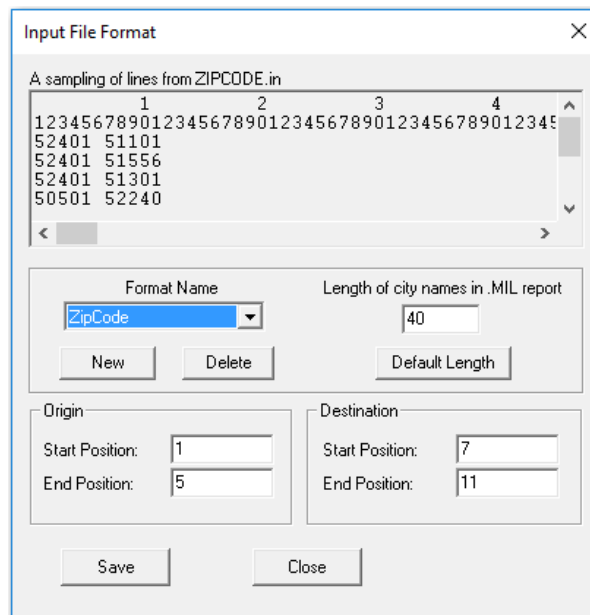 Input File Format
A sampling of lines from ZIPCODE.in
1 2 3 4
123456789012345678901234567890123456789012345
52401 51101
52401 51556
52401 51301
50501 52240
Format Name
Length of city names in .MIL report
ZipCode
40
New
Delete
Default Length
Origin
Start Position: 1
End Position: 5
Destination
Start Position: 7
End Position: 11
Save
Close